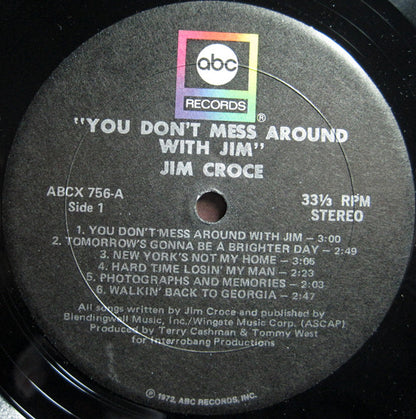 abc
RECORDS
®
"YOU DON'T MESS AROUND
WITH JIM"
JIM CROCE
ABCX 756-A
Side 1
33⅓ RPM
STEREO
1. YOU DON'T MESS AROUND WITH JIM – 3:00
2. TOMORROW'S GONNA BE A BRIGHTER DAY – 2:49
3. NEW YORK'S NOT MY HOME – 3:05
4. HARD TIME LOSIN' MY MAN – 2:23
5. PHOTOGRAPHS AND MEMORIES – 2:03
6. WALKIN' BACK TO GEORGIA – 2:47
All songs written by Jim Croce and published by
Blendingwell Music, Inc./Wingate Music Corp. (ASCAP)
Produced by Terry Cashman & Tommy West
for Interrobang Productions
℗ 1972, ABC RECORDS, INC.